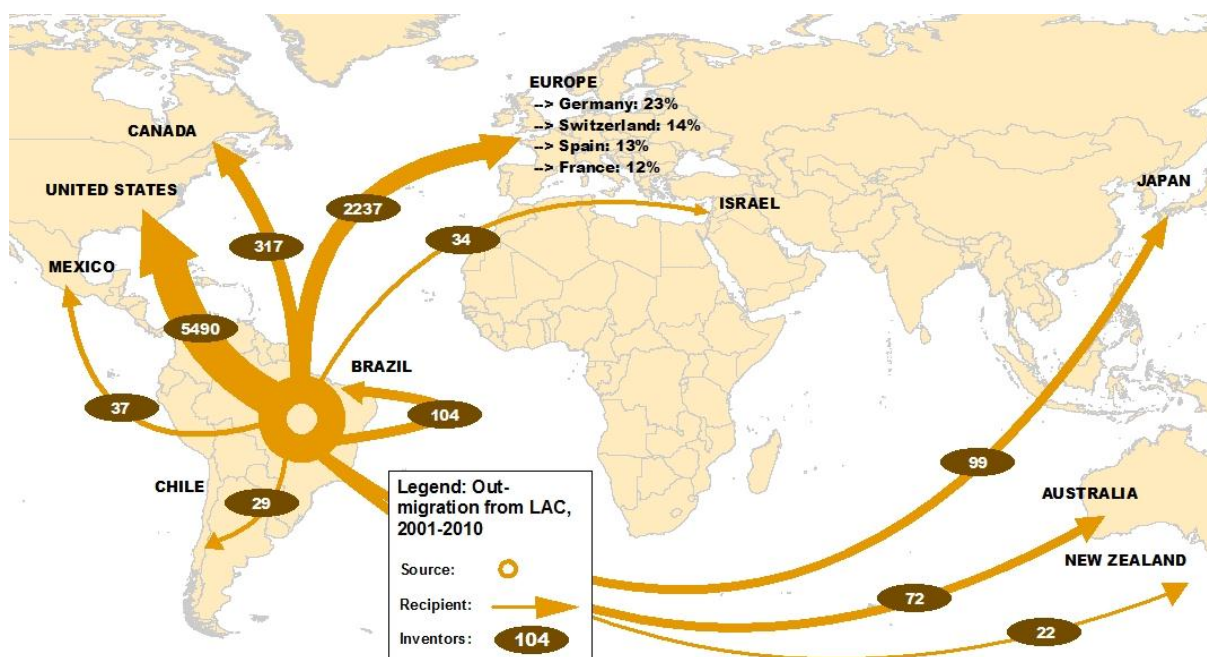 EUROPE
--> Germany: 23%
--> Switzerland: 14%
--> Spain: 13%
--> France: 12%
CANADA
UNITED STATES
JAPAN
ISRAEL
2237
34
317
MEXICO
5490
BRAZIL
37
104
99
CHILE
29
AUSTRALIA
NEW ZEALAND
72
22
Legend: Out-
migration from LAC,
2001-2010
Source:
Recipient:
Inventors: 104